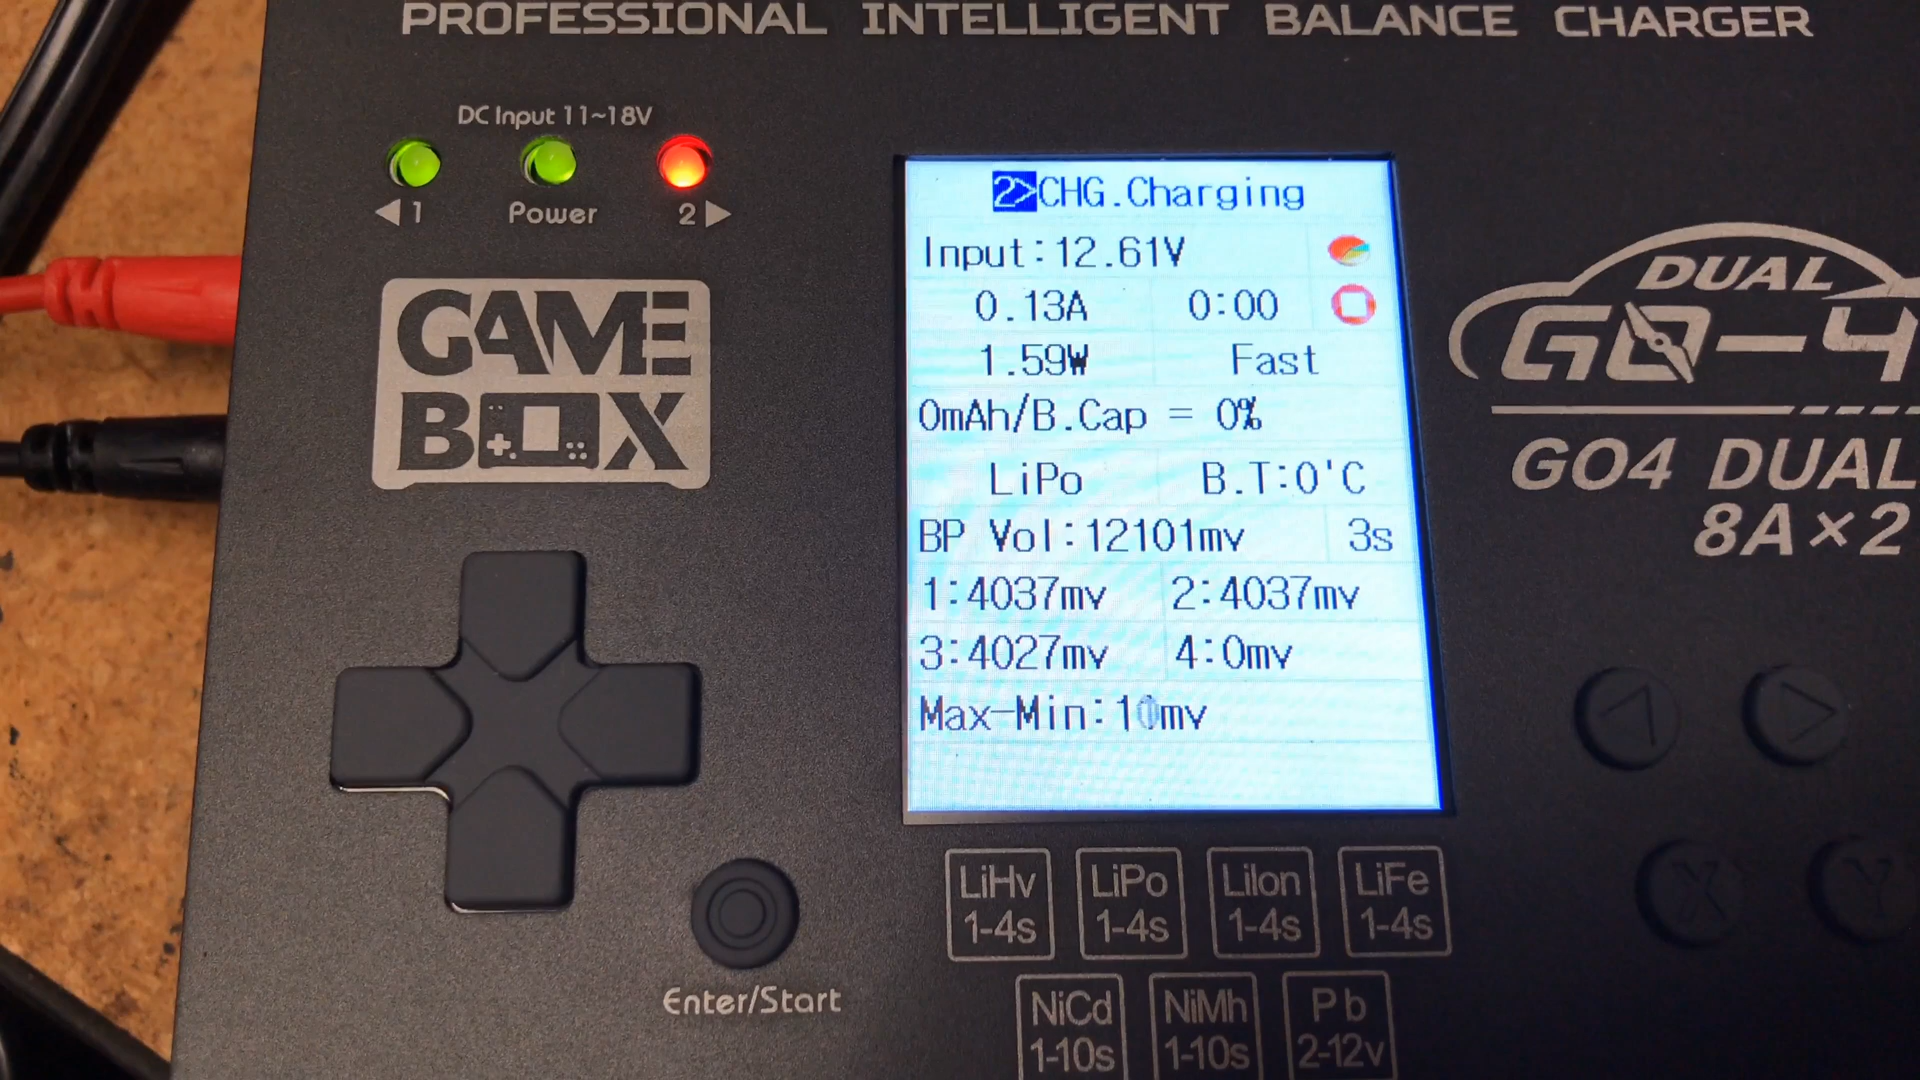 PROFESSIONAL INTELLIGENT BALANCE CHARGER
DC Input 11~18V
1 Power 2
GAME
BOX
2>CHG.Charging
Input:12.61V
0.13A 0:00
1.59W Fast
0mAh/B.Cap = 0%
LiPo B.T:0'C
BP Vol:12101mv 3s
1:4037mv 2:4037mv
3:4027mv 4:0mv
Max-Min:10mv
DUAL
GO-4
GO4 DUAL
8A×2
X Y
Enter/Start
LiHv LiPo LiIon LiFe
1-4s 1-4s 1-4s 1-4s
NiCd NiMh Pb
1-10s 1-10s 2-12v